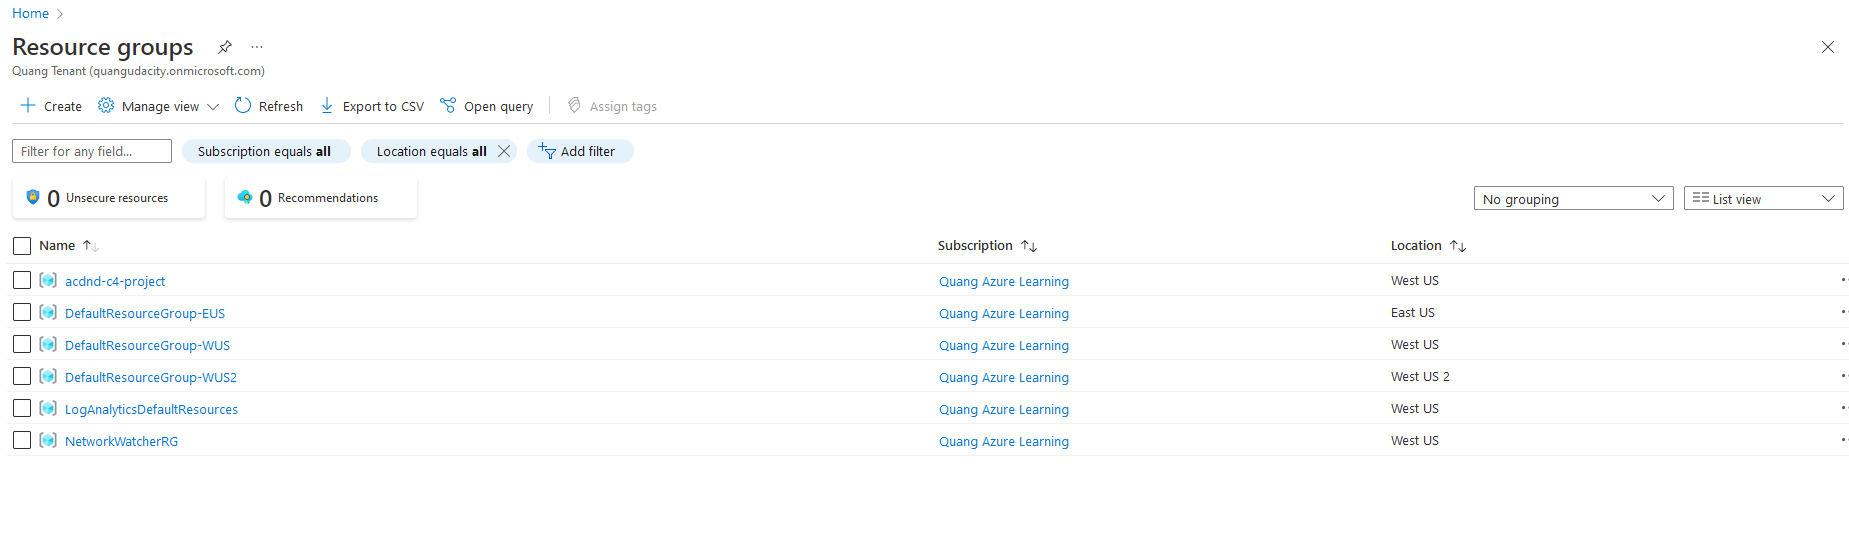 Home
Resource groups
Quang Tenant (quangudacity.onmicrosoft.com)
Create Manage view Refresh Export to CSV Open query Assign tags
Filter for any field... Subscription equals all Location equals all Add filter
0 Unsecure resources 0 Recommendations No grouping List view
Name Subscription Location
acdnd-c4-project Quang Azure Learning West US
DefaultResourceGroup-EUS Quang Azure Learning East US
DefaultResourceGroup-WUS Quang Azure Learning West US
DefaultResourceGroup-WUS2 Quang Azure Learning West US 2
LogAnalyticsDefaultResources Quang Azure Learning West US
NetworkWatcherRG Quang Azure Learning West US